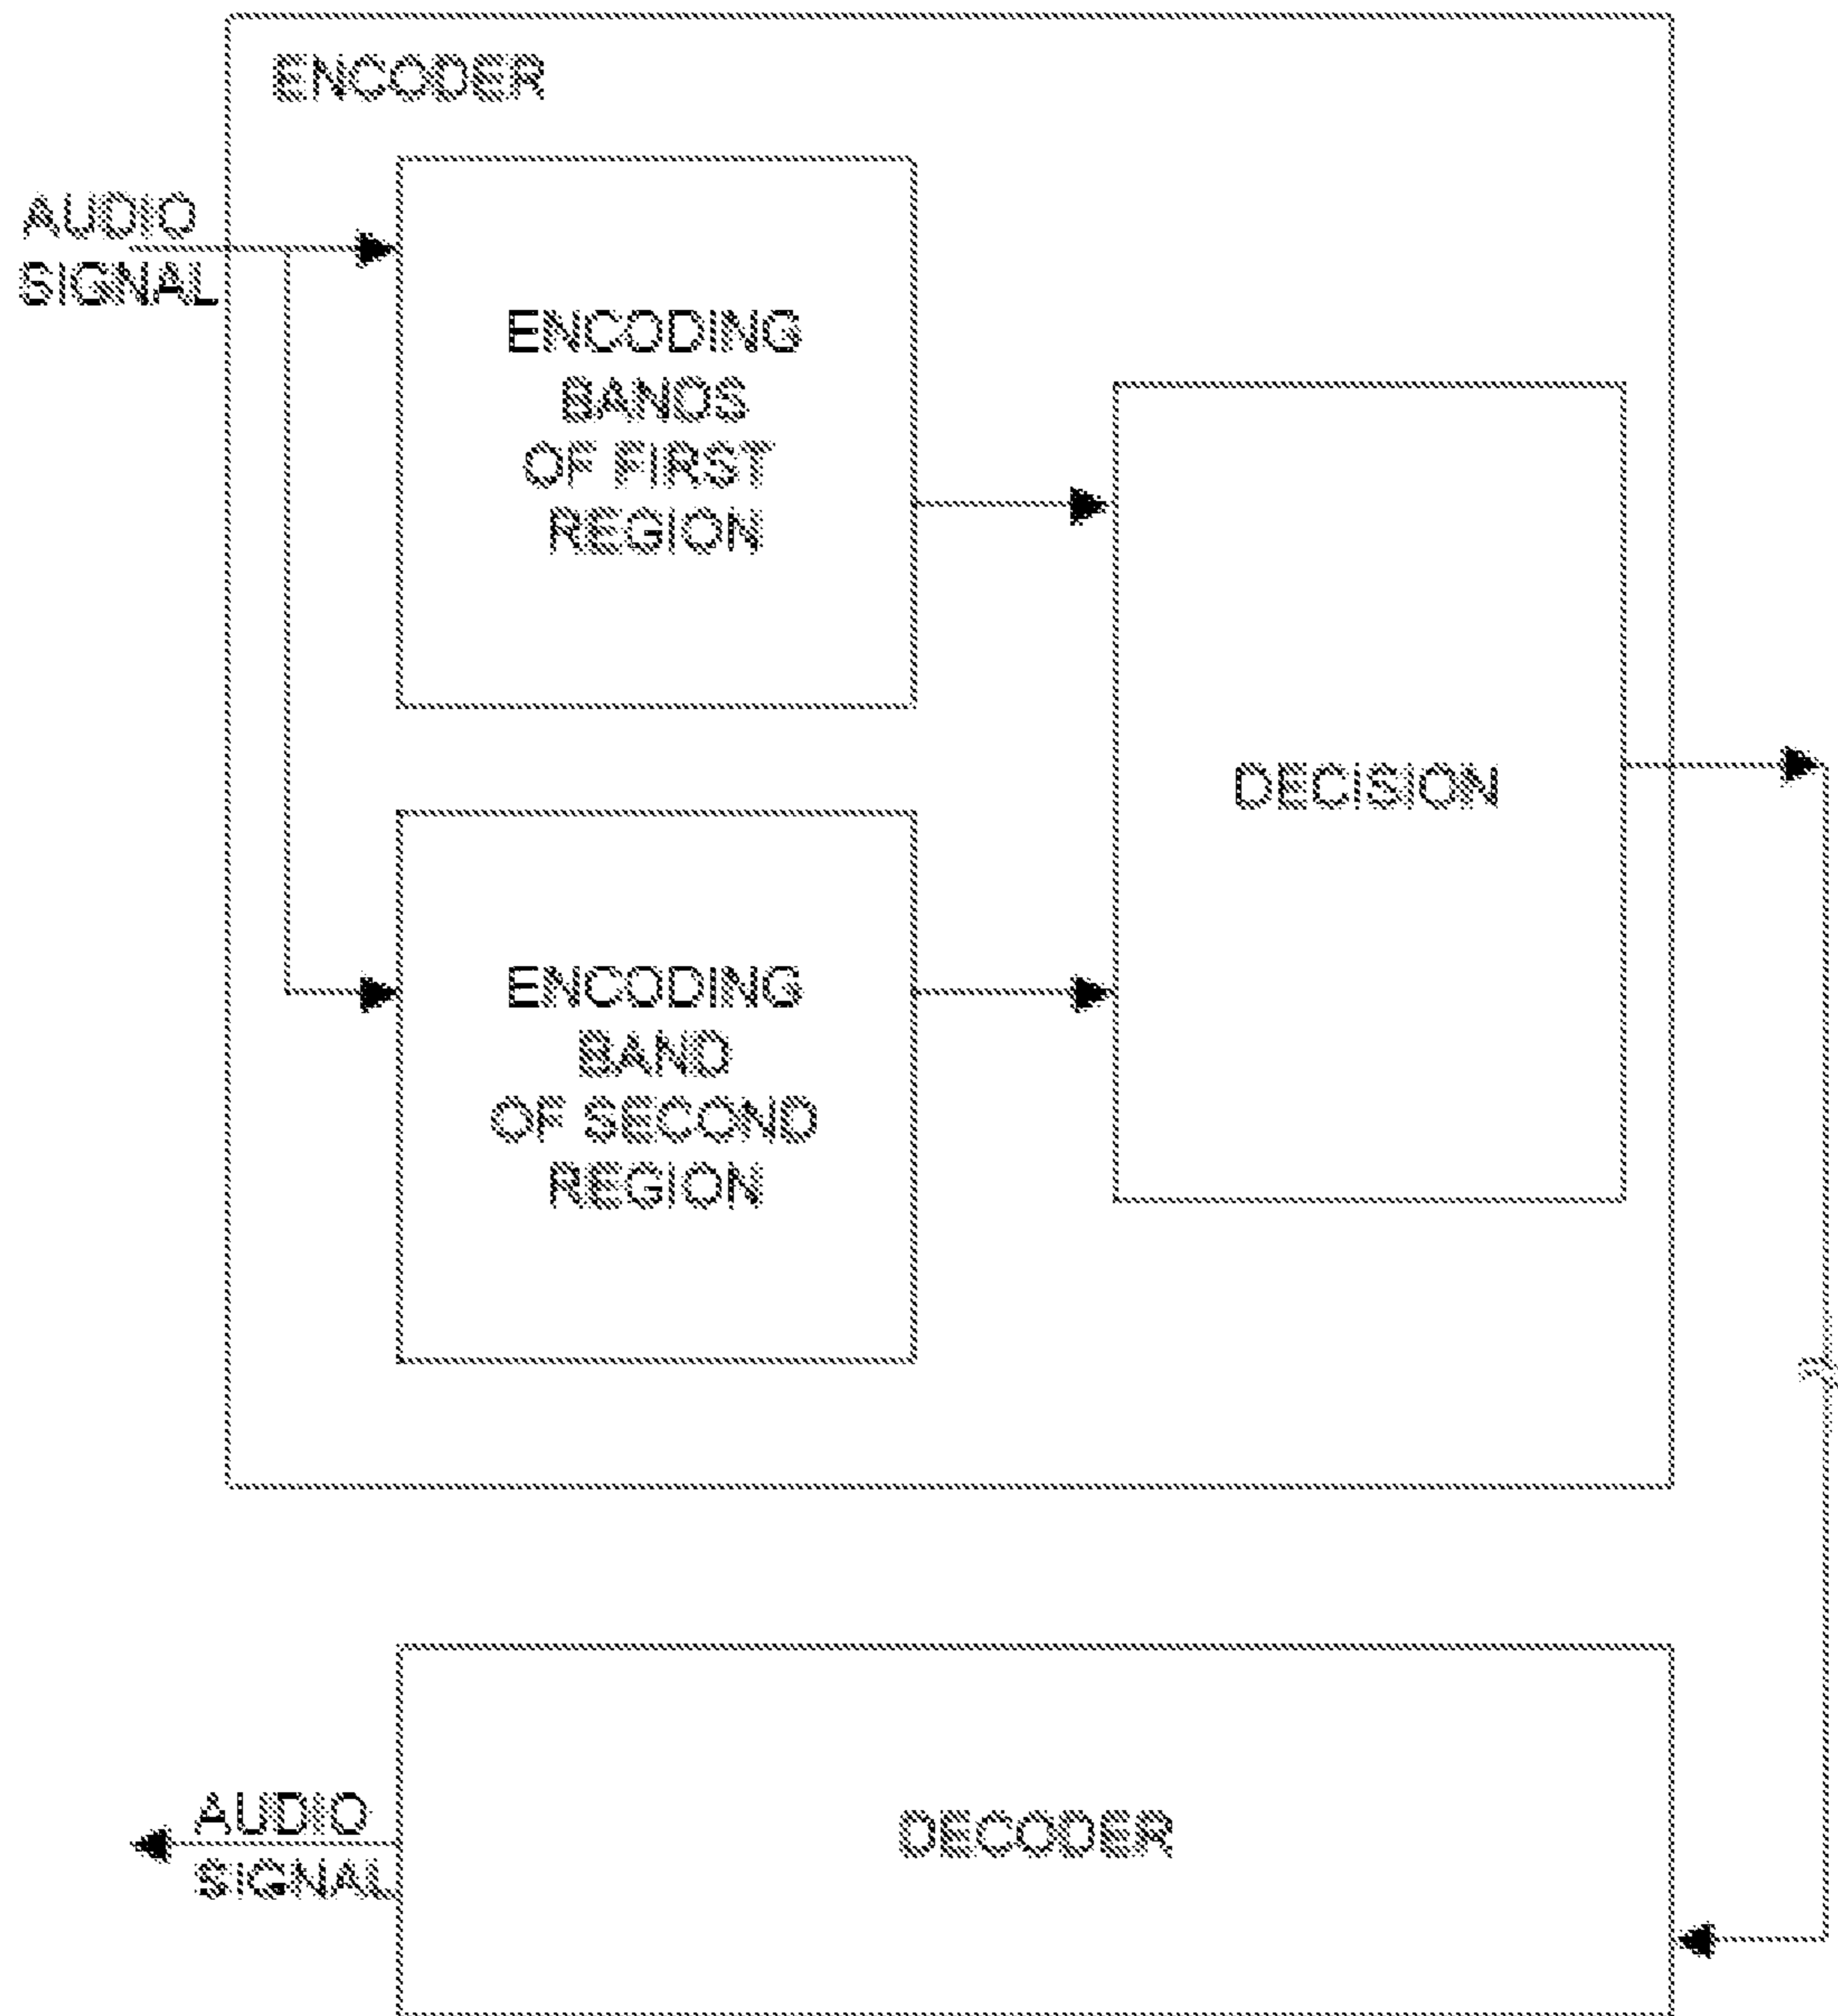 ENCODER
AUDIO
SIGNAL
ENCODING
BANDS
OF FIRST
REGION
DECISION
ENCODING
BAND
OF SECOND
REGION
AUDIO
SIGNAL
DECODER